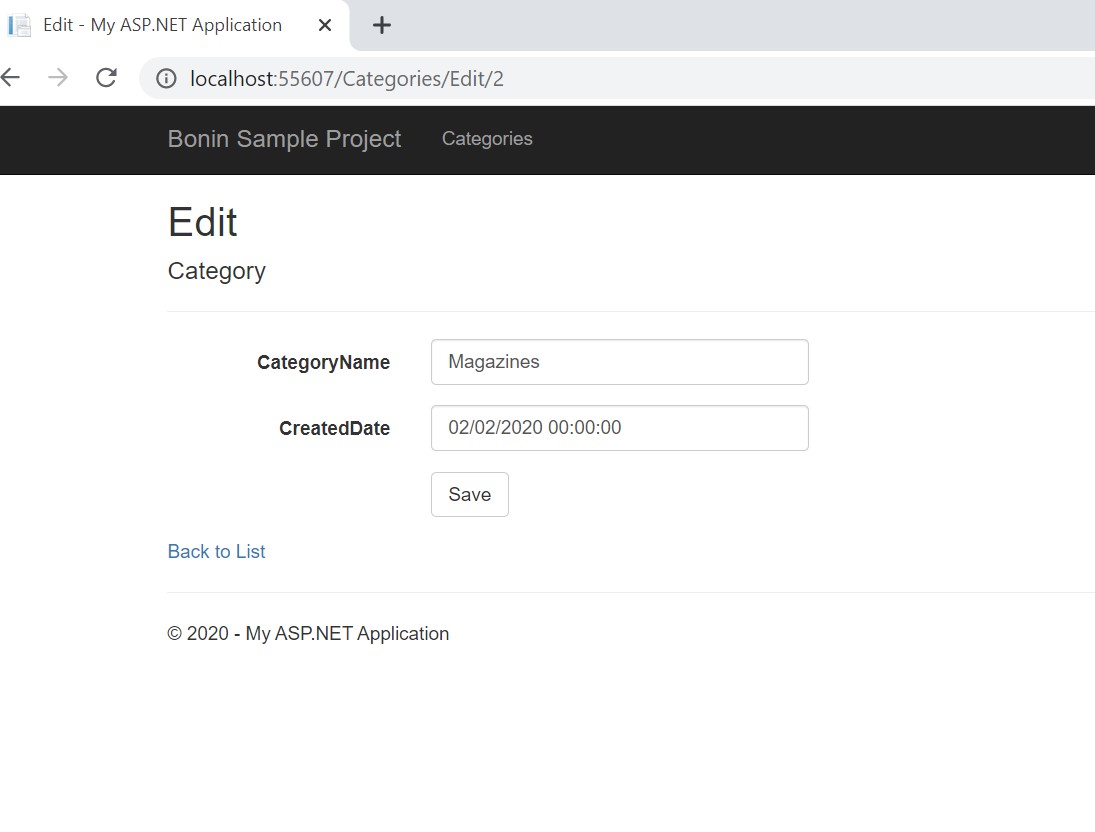 Edit - My ASP.NET Application
localhost:55607/Categories/Edit/2
Bonin Sample Project Categories
Edit
Category
CategoryName Magazines
CreatedDate 02/02/2020 00:00:00
Save
Back to List
© 2020 - My ASP.NET Application